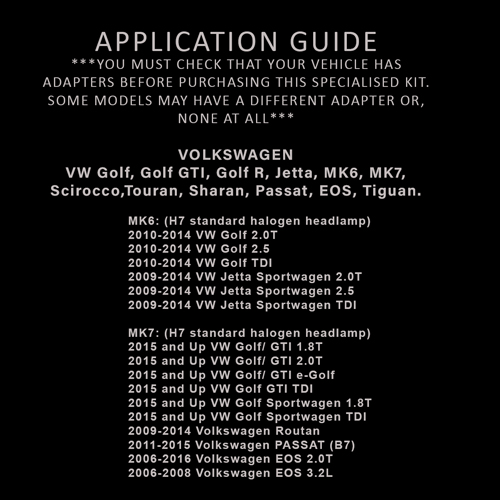 APPLICATION GUIDE
***YOU MUST CHECK THAT YOUR VEHICLE HAS
ADAPTERS BEFORE PURCHASING THIS SPECIALISED KIT.
SOME MODELS MAY HAVE A DIFFERENT ADAPTER OR,
NONE AT ALL***
VOLKSWAGEN
VW Golf, Golf GTI, Golf R, Jetta, MK6, MK7,
Scirocco,Touran, Sharan, Passat, EOS, Tiguan.
MK6: (H7 standard halogen headlamp)
2010-2014 VW Golf 2.0T
2010-2014 VW Golf 2.5
2010-2014 VW Golf TDI
2009-2014 VW Jetta Sportwagen 2.0T
2009-2014 VW Jetta Sportwagen 2.5
2009-2014 VW Jetta Sportwagen TDI
MK7: (H7 standard halogen headlamp)
2015 and Up VW Golf/ GTI 1.8T
2015 and Up VW Golf/ GTI 2.0T
2015 and Up VW Golf/ GTI e-Golf
2015 and Up VW Golf GTI TDI
2015 and Up VW Golf Sportwagen 1.8T
2015 and Up VW Golf Sportwagen TDI
2009-2014 Volkswagen Routan
2011-2015 Volkswagen PASSAT (B7)
2006-2016 Volkswagen EOS 2.0T
2006-2008 Volkswagen EOS 3.2L